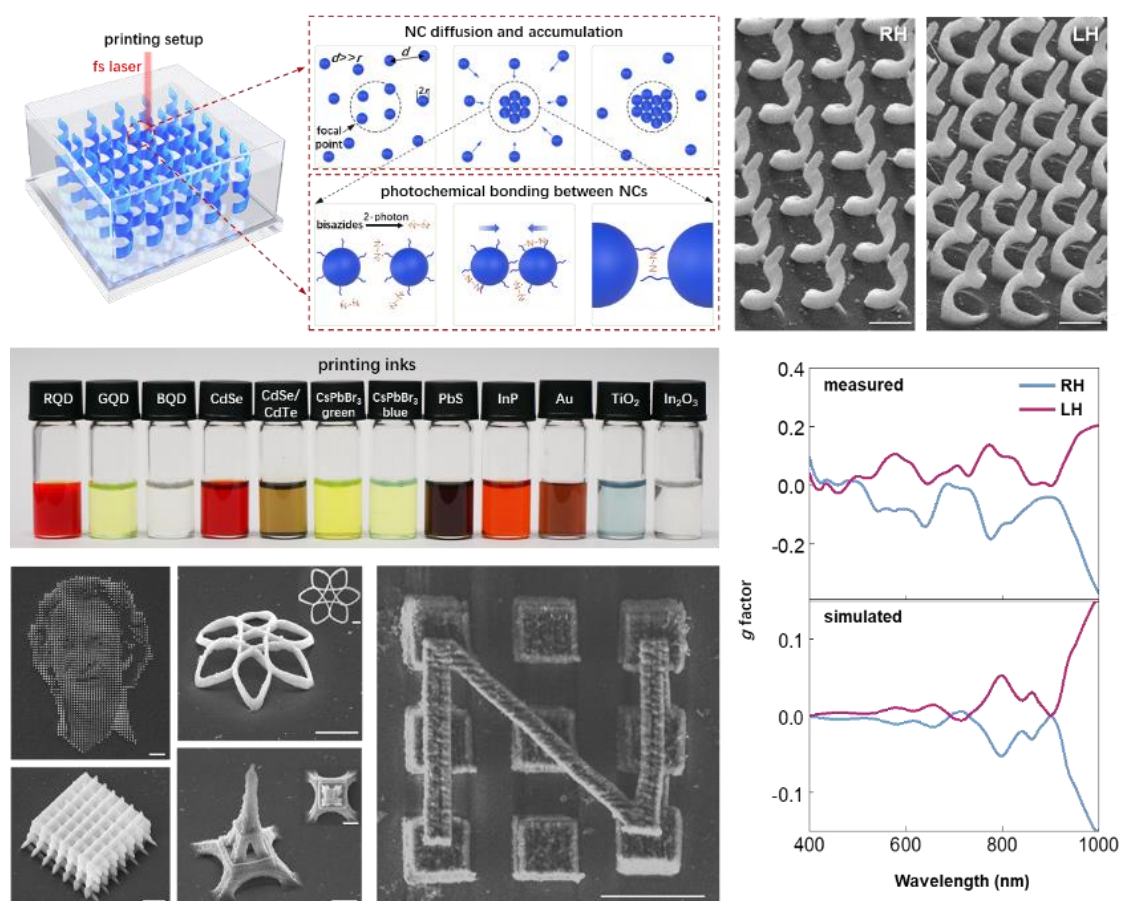 printing setup
fs laser
NC diffusion and accumulation
d>>r
d
2r
focal
point
photochemical bonding between NCs
bisazides
2-photon
RH
LH
printing inks
RQD
GQD
BQD
CdSe
CdSe/
CdTe
CsPbBr₃
green
CsPbBr₃
blue
PbS
InP
Au
TiO₂
In₂O₃
measured
RH
LH
0.4
0.2
0.0
-0.2
simulated
0.1
0.0
-0.1
g factor
400
600
800
1000
Wavelength (nm)